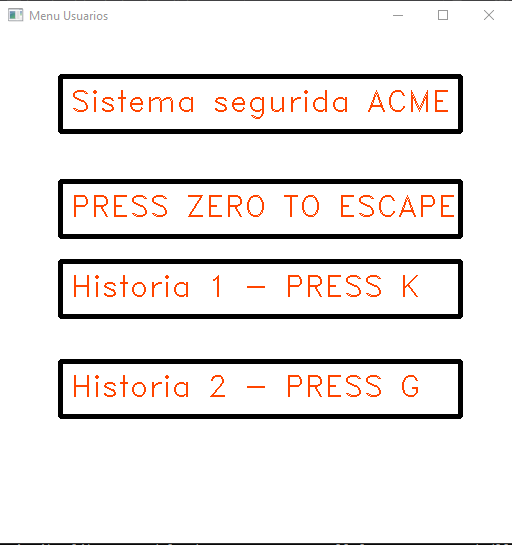 Menu Usuarios
Sistema segurida ACME
PRESS ZERO TO ESCAPE
Historia 1 - PRESS K
Historia 2 - PRESS G